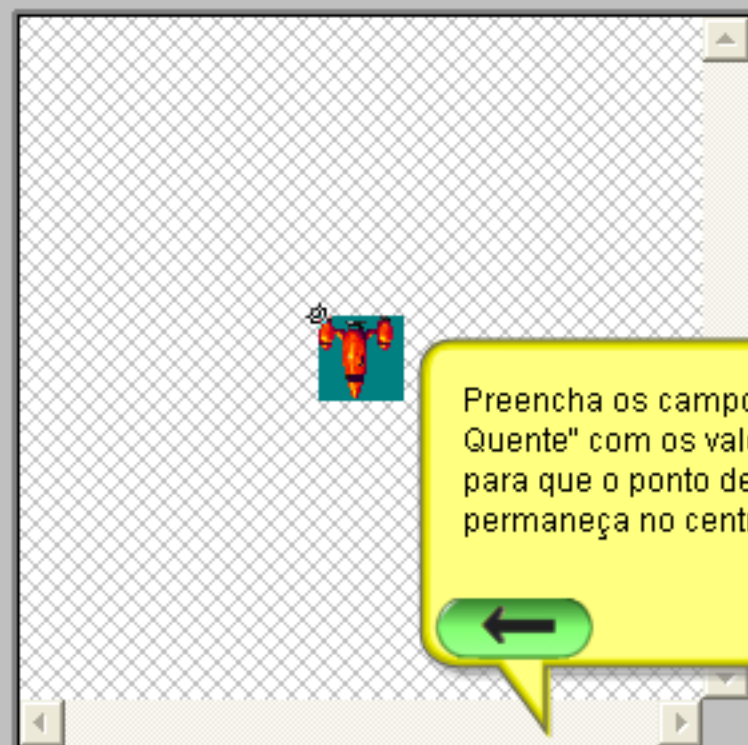 Preencha os campo
Quente" com os val
para que o ponto de
permaneça no cent